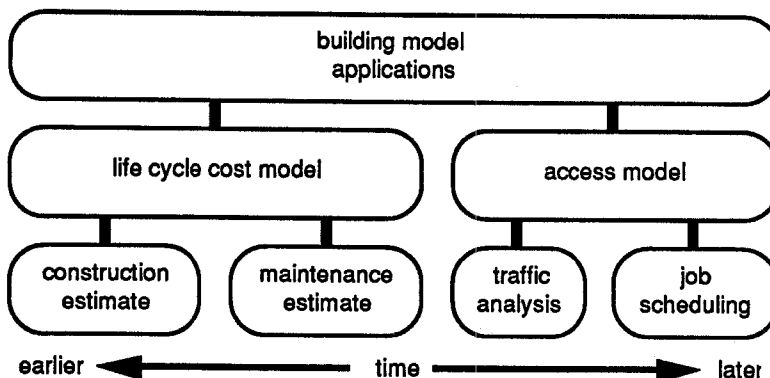 building model
applications
life cycle cost model
access model
construction
estimate
maintenance
estimate
traffic
analysis
job
scheduling
earlier
time
later